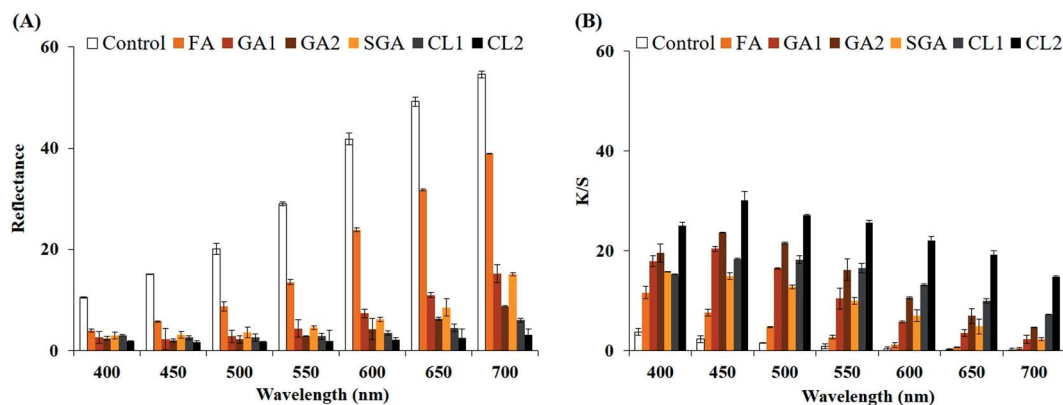 (A)
60
Control FA GA1 GA2 SGA CL1 CL2
40
Reflectance
20
0
400 450 500 550 600 650 700
Wavelength (nm)
(B)
60
Control FA GA1 GA2 SGA CL1 CL2
40
K/S
20
0
400 450 500 550 600 650 700
Wavelength (nm)